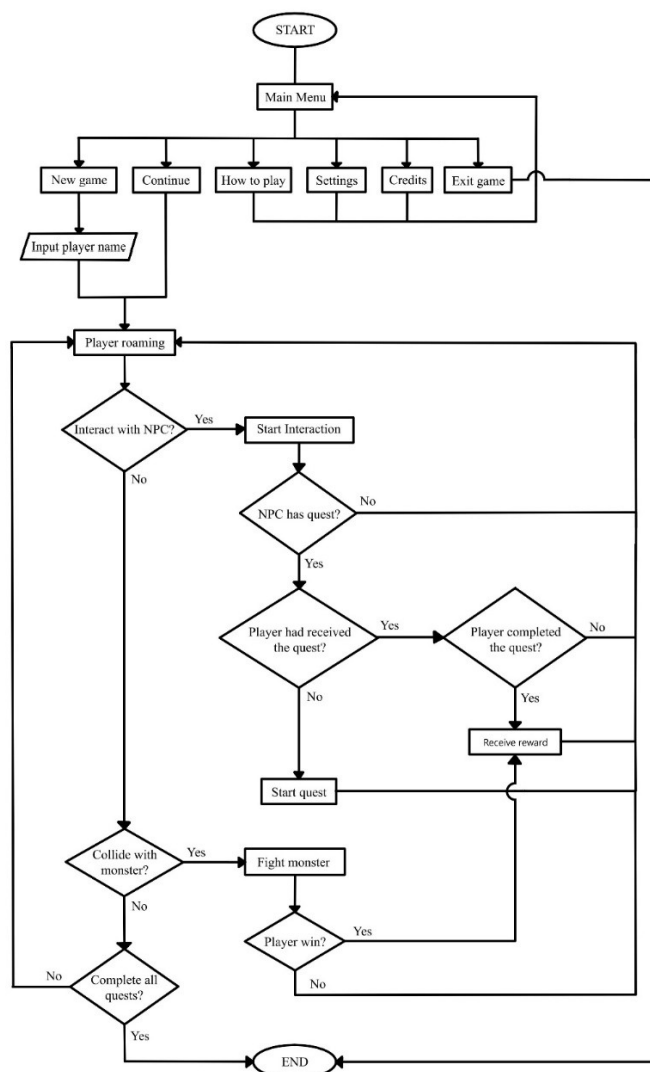 START
Main Menu
New game
Continue
How to play
Settings
Credits
Exit game
Input player name
Player roaming
Interact with NPC?
Yes
Start Interaction
No
NPC has quest?
No
Yes
Player had received
the quest?
Yes
Player completed
the quest?
No
No
Yes
Receive reward
Start quest
Collide with
monster?
Yes
Fight monster
No
Player win?
Yes
No
No
Complete all
quests?
Yes
END